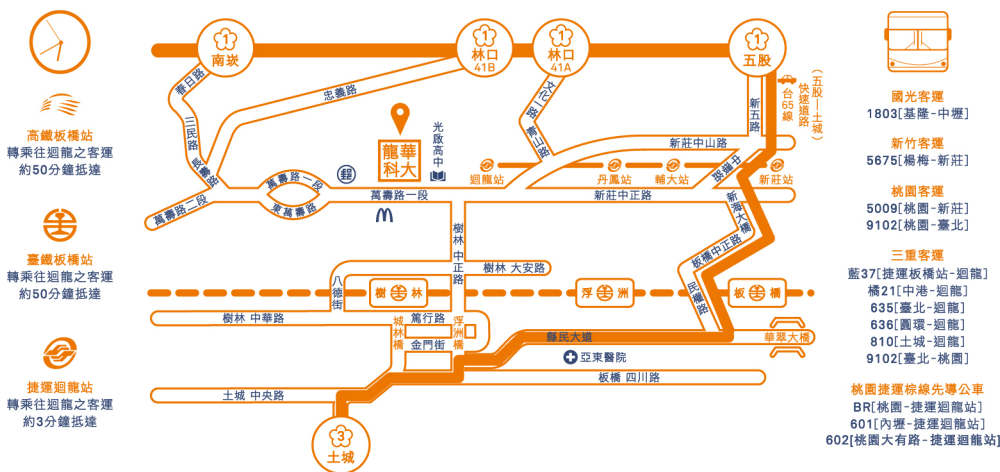 高鐵板橋站
轉乘往迴龍之客運
約50分鐘抵達
臺鐵板橋站
轉乘往迴龍之客運
約50分鐘抵達
捷運迴龍站
轉乘往迴龍之客運
約3分鐘抵達
1
南崁
1
林口
41B
1
林口
41A
1
五股
春日路
三民路
忠義路
文化一路
青山路
台65線
快速道路
(五股—土城)
新五路
龍華科大
光啟高中
郵
新莊中山路
中華路
迴龍站
丹鳳站
輔大站
新莊站
萬壽路
萬壽路二段
萬壽路一段
東萬壽路
萬壽路一段
新莊中正路
新海大橋
樹林 中正路
板橋中正路
樹林 大安路
八德街
民權路
樹林
浮洲
板橋
樹林 中華路
城林橋
篤行路
浮洲橋
金門街
縣民大道
華翠大橋
亞東醫院
板橋 四川路
土城 中央路
3
土城
國光客運
1803[基隆-中壢]
新竹客運
5675[楊梅-新莊]
桃園客運
5009[桃園-新莊]
9102[桃園-臺北]
三重客運
藍37[捷運板橋站-迴龍]
橘21[中港-迴龍]
635[臺北-迴龍]
636[圓環-迴龍]
810[土城-迴龍]
9102[臺北-桃園]
桃園捷運棕線先導公車
BR[桃園-捷運迴龍站]
601[內壢-捷運迴龍站]
602[桃園大有路-捷運迴龍站]